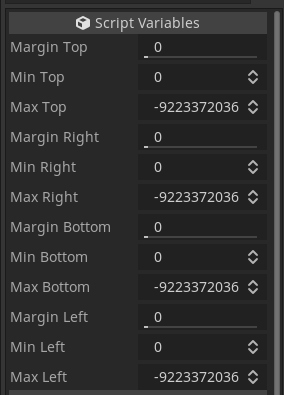 Script Variables
Margin Top 0
Min Top 0
Max Top -9223372036
Margin Right 0
Min Right 0
Max Right -9223372036
Margin Bottom 0
Min Bottom 0
Max Bottom -9223372036
Margin Left 0
Min Left 0
Max Left -9223372036